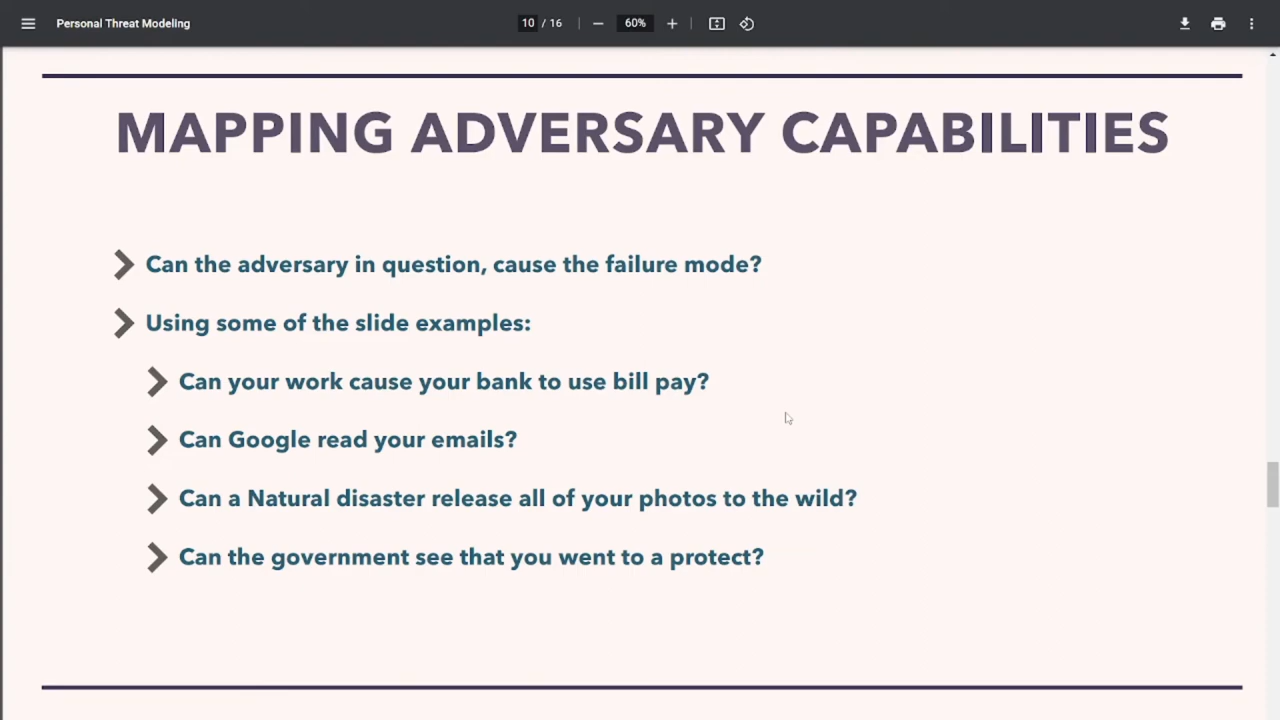 Personal Threat Modeling
10 / 16
60%
MAPPING ADVERSARY CAPABILITIES
Can the adversary in question, cause the failure mode?
Using some of the slide examples:
Can your work cause your bank to use bill pay?
Can Google read your emails?
Can a Natural disaster release all of your photos to the wild?
Can the government see that you went to a protect?